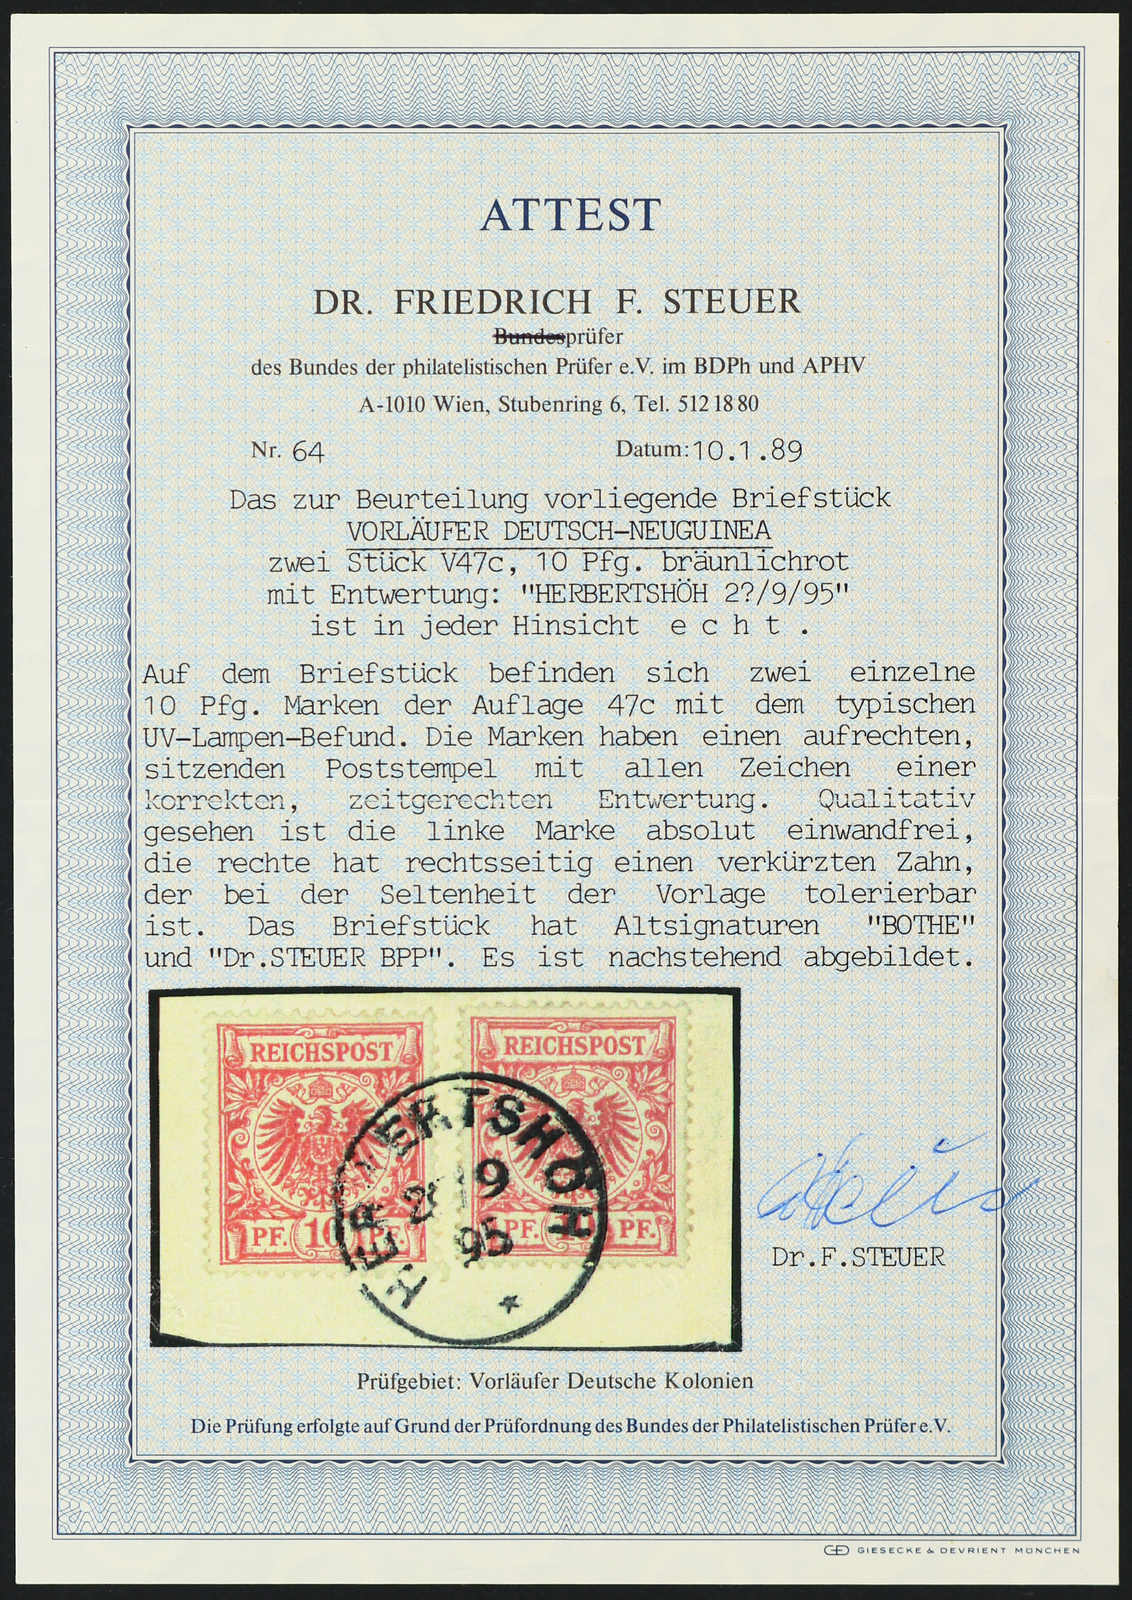 ATTEST
DR. FRIEDRICH F. STEUER
Bundesprüfer
des Bundes der philatelistischen Prüfer e.V. im BDPh und APHV
A-1010 Wien, Stubenring 6, Tel. 512 18 80
Nr. 64 Datum: 10.1.89
Das zur Beurteilung vorliegende Briefstück
VORLÄUFER DEUTSCH-NEUGUINEA
zwei Stück V47c, 10 Pfg. bräunlichrot
mit Entwertung: "HERBERTSHÖH 2?/9/95"
ist in jeder Hinsicht e c h t .
Auf dem Briefstück befinden sich zwei einzelne
10 Pfg. Marken der Auflage 47c mit dem typischen
UV-Lampen-Befund. Die Marken haben einen aufrechten,
sitzenden Poststempel mit allen Zeichen einer
korrekten, zeitgerechten Entwertung. Qualitativ
gesehen ist die linke Marke absolut einwandfrei,
die rechte hat rechtsseitig einen verkürzten Zahn,
der bei der Seltenheit der Vorlage tolerierbar
ist. Das Briefstück hat Altsignaturen "BOTHE"
und "Dr.STEUER BPP". Es ist nachstehend abgebildet.
REICHSPOST REICHSPOST
HERBERTSHÖH
9
95
PF. 10 PF. PF. PF.
Dr.F.STEUER
Prüfgebiet: Vorläufer Deutsche Kolonien
Die Prüfung erfolgte auf Grund der Prüfordnung des Bundes der Philatelistischen Prüfer e.V.
GIESECKE & DEVRIENT MÜNCHEN